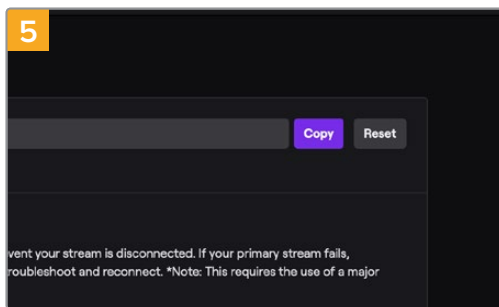 5
Copy Reset
vent your stream is disconnected. If your primary stream fails,
roubleshoot and reconnect. *Note: This requires the use of a major